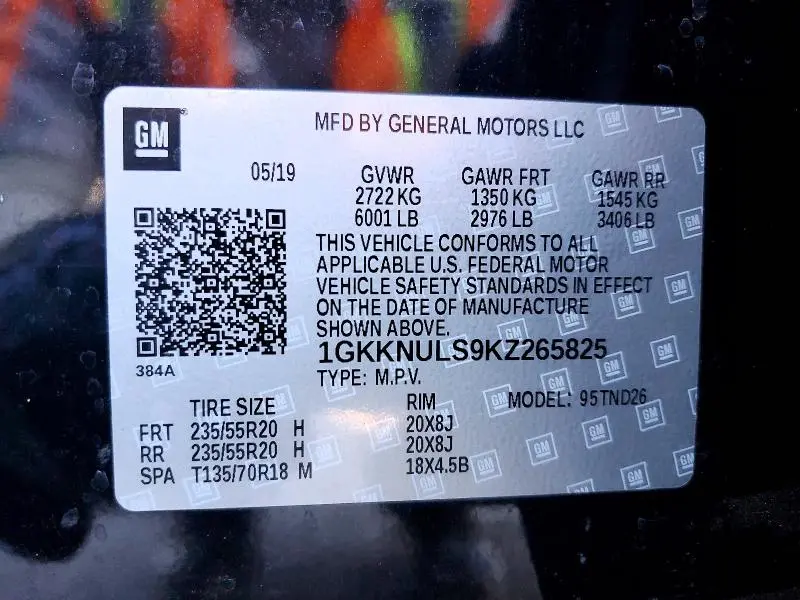 GM
MFD BY GENERAL MOTORS LLC
05/19 GVWR GAWR FRT GAWR RR
2722 KG 1350 KG 1545 KG
6001 LB 2976 LB 3406 LB
THIS VEHICLE CONFORMS TO ALL
APPLICABLE U.S. FEDERAL MOTOR
VEHICLE SAFETY STANDARDS IN EFFECT
ON THE DATE OF MANUFACTURE
SHOWN ABOVE.
1GKKNULS9KZ265825
384A
TYPE: M.P.V.
TIRE SIZE RIM MODEL: 95TND26
FRT 235/55R20 H 20X8J
RR 235/55R20 H 20X8J
SPA T135/70R18 M 18X4.5B